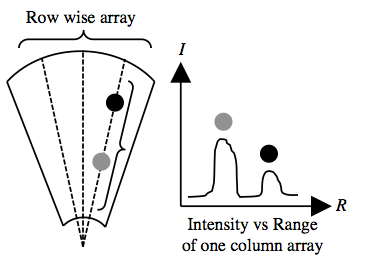 Row wise array
I
R
Intensity vs Range
of one column array